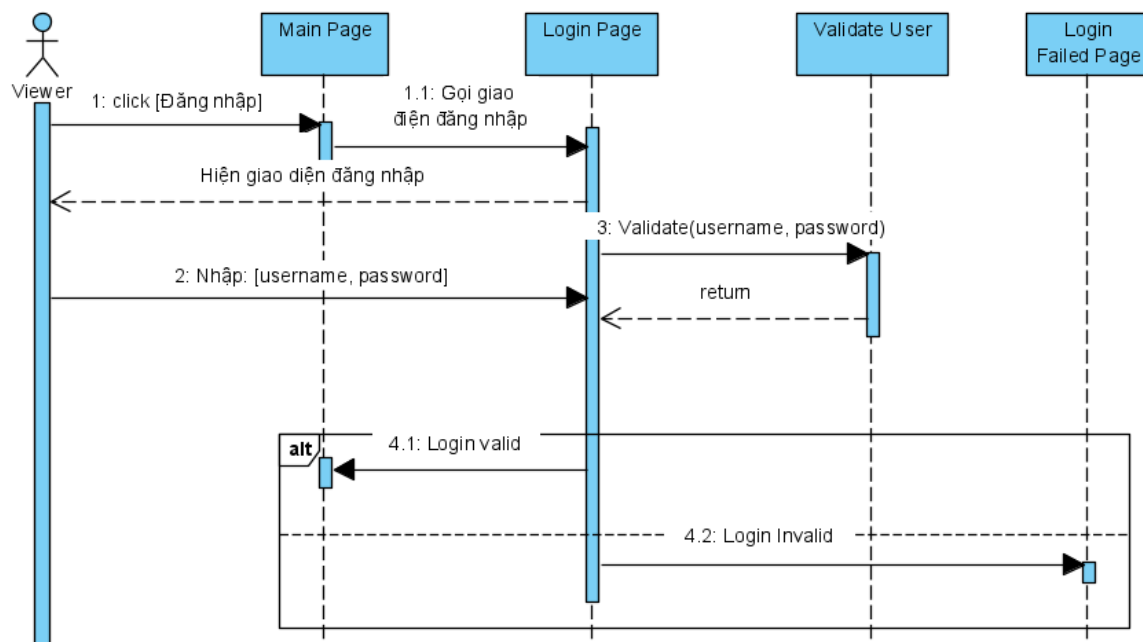 Main Page
Login Page
Validate User
Login
Failed Page
Viewer
1: click [Đăng nhập]
1.1: Gọi giao
điện đăng nhập
Hiện giao diện đăng nhập
3: Validate(username, password)
2: Nhập: [username, password]
return
alt
4.1: Login valid
4.2: Login Invalid